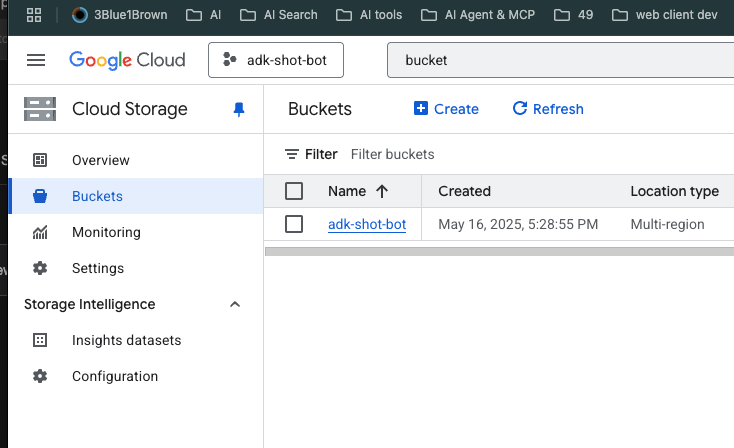 3Blue1Brown AI AI Search AI tools AI Agent & MCP 49 web client dev
Google Cloud adk-shot-bot bucket
Cloud Storage Buckets Create Refresh
Overview Filter Filter buckets
Buckets Name Created Location type
adk-shot-bot May 16, 2025, 5:28:55 PM Multi-region
Monitoring
Settings
Storage Intelligence
Insights datasets
Configuration